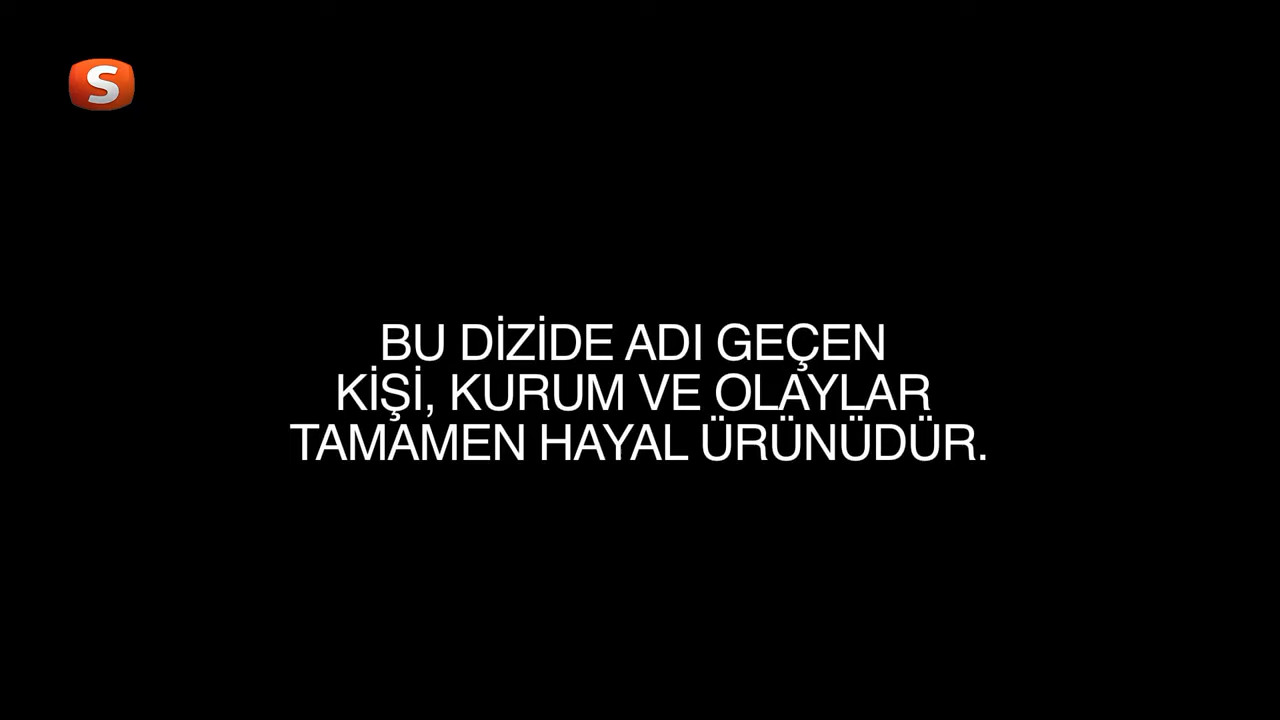 S
BU DİZİDE ADI GEÇEN
KİŞİ, KURUM VE OLAYLAR
TAMAMEN HAYAL ÜRÜNÜDÜR.